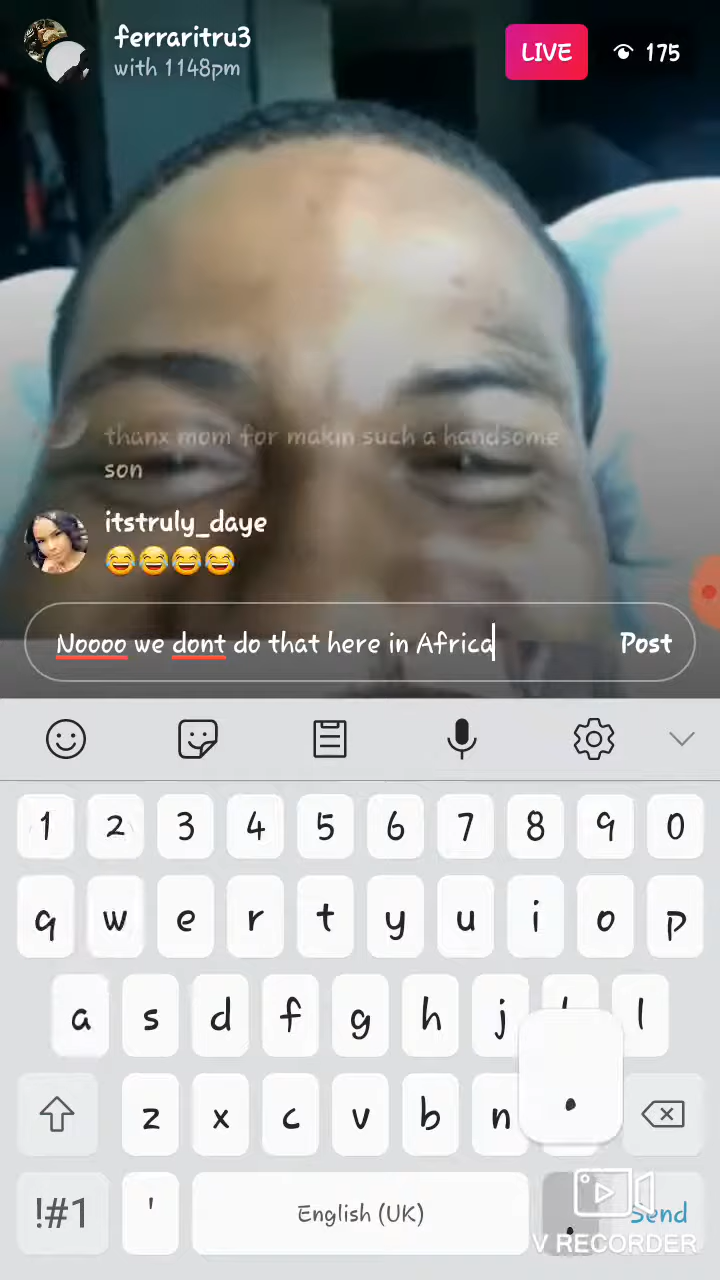 ferraritru3
with 1148pm
LIVE
175
thanx mom for makin such a handsome
son
itstruly_daye
😂😂😂😂
Noooo we dont do that here in Africa
Post
1 2 3 4 5 6 7 8 9 0
q w e r t y u i o p
a s d f g h j l
z x c v b n .
!#1 ' English (UK) . Send
V RECORDER